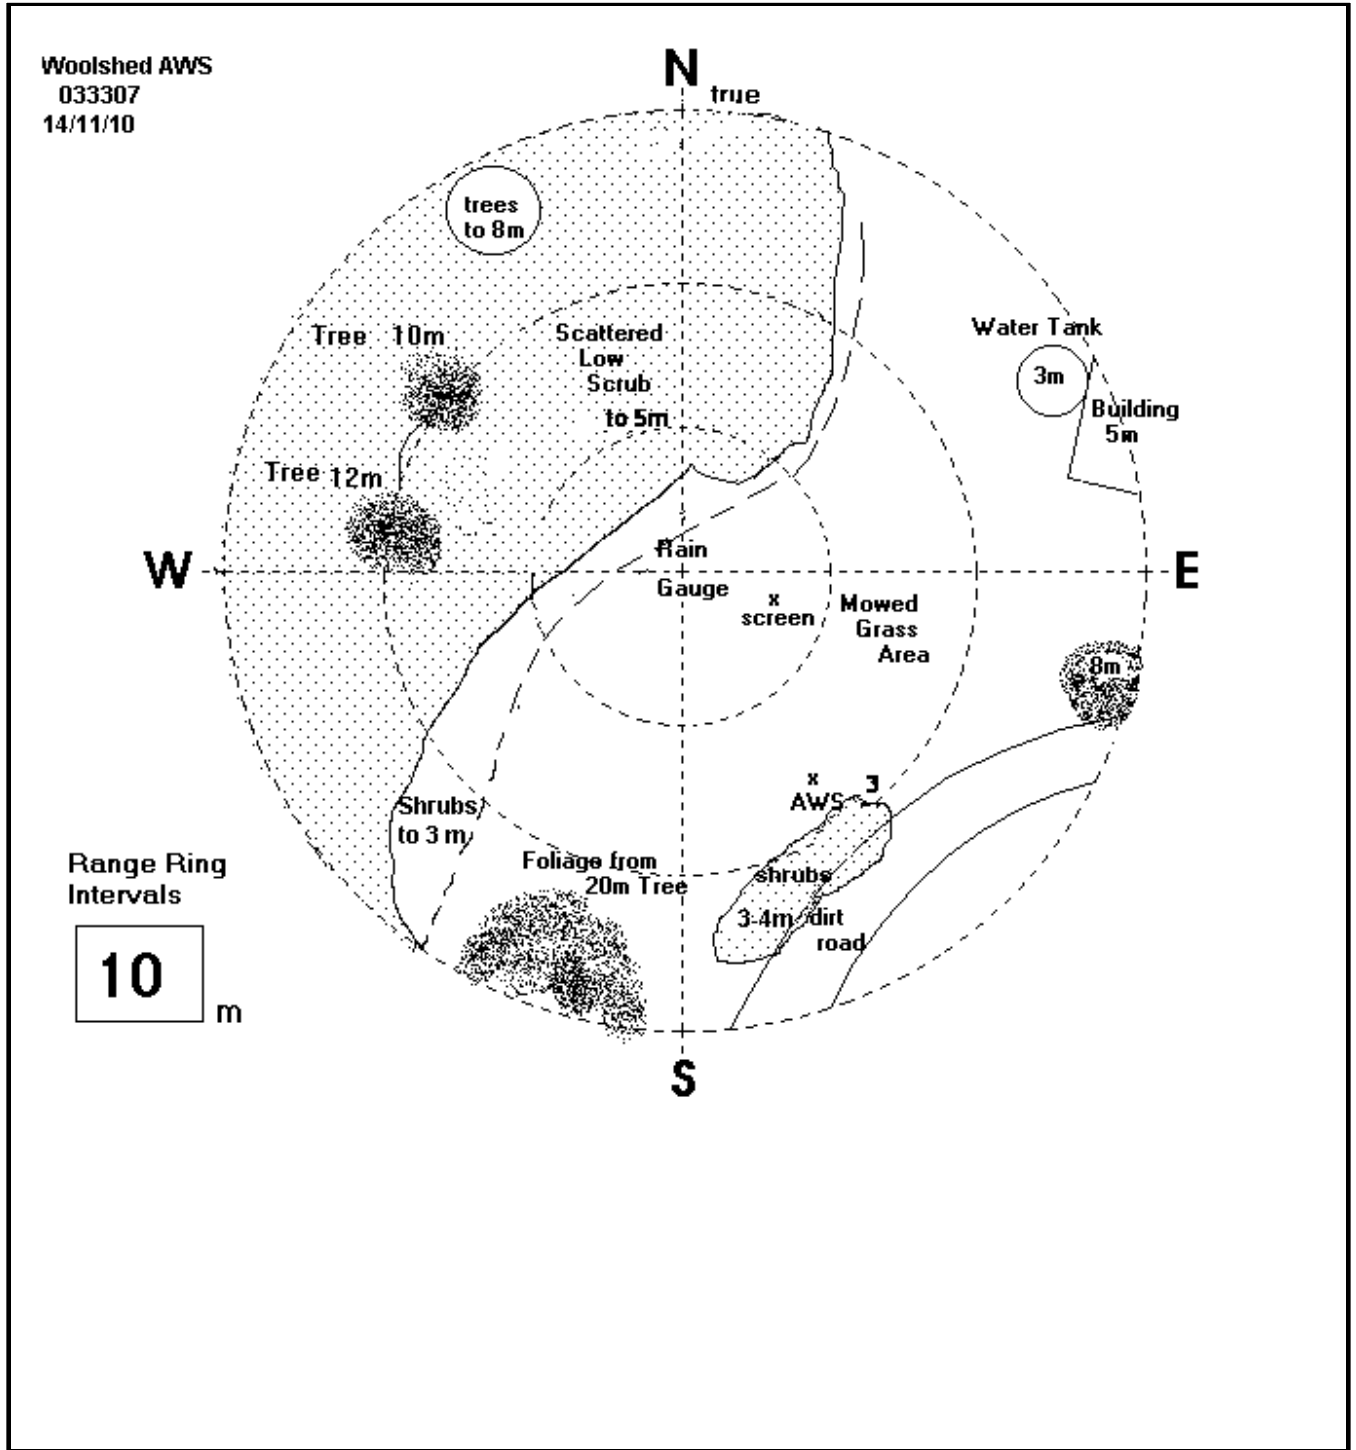 Woolshed AWS
033307
14/11/10
N
true
trees
to 8m
Tree 10m
Scattered
Low
Scrub
to 5m
Water Tank
3m
Building
5m
Tree 12m
W
E
Rain
Gauge
x
screen
Mowed
Grass
Area
8m
x
AWS
3
Shrubs
to 3 m
Foliage from
20m Tree
shrubs
3-4m
dirt
road
Range Ring
Intervals
10
m
S